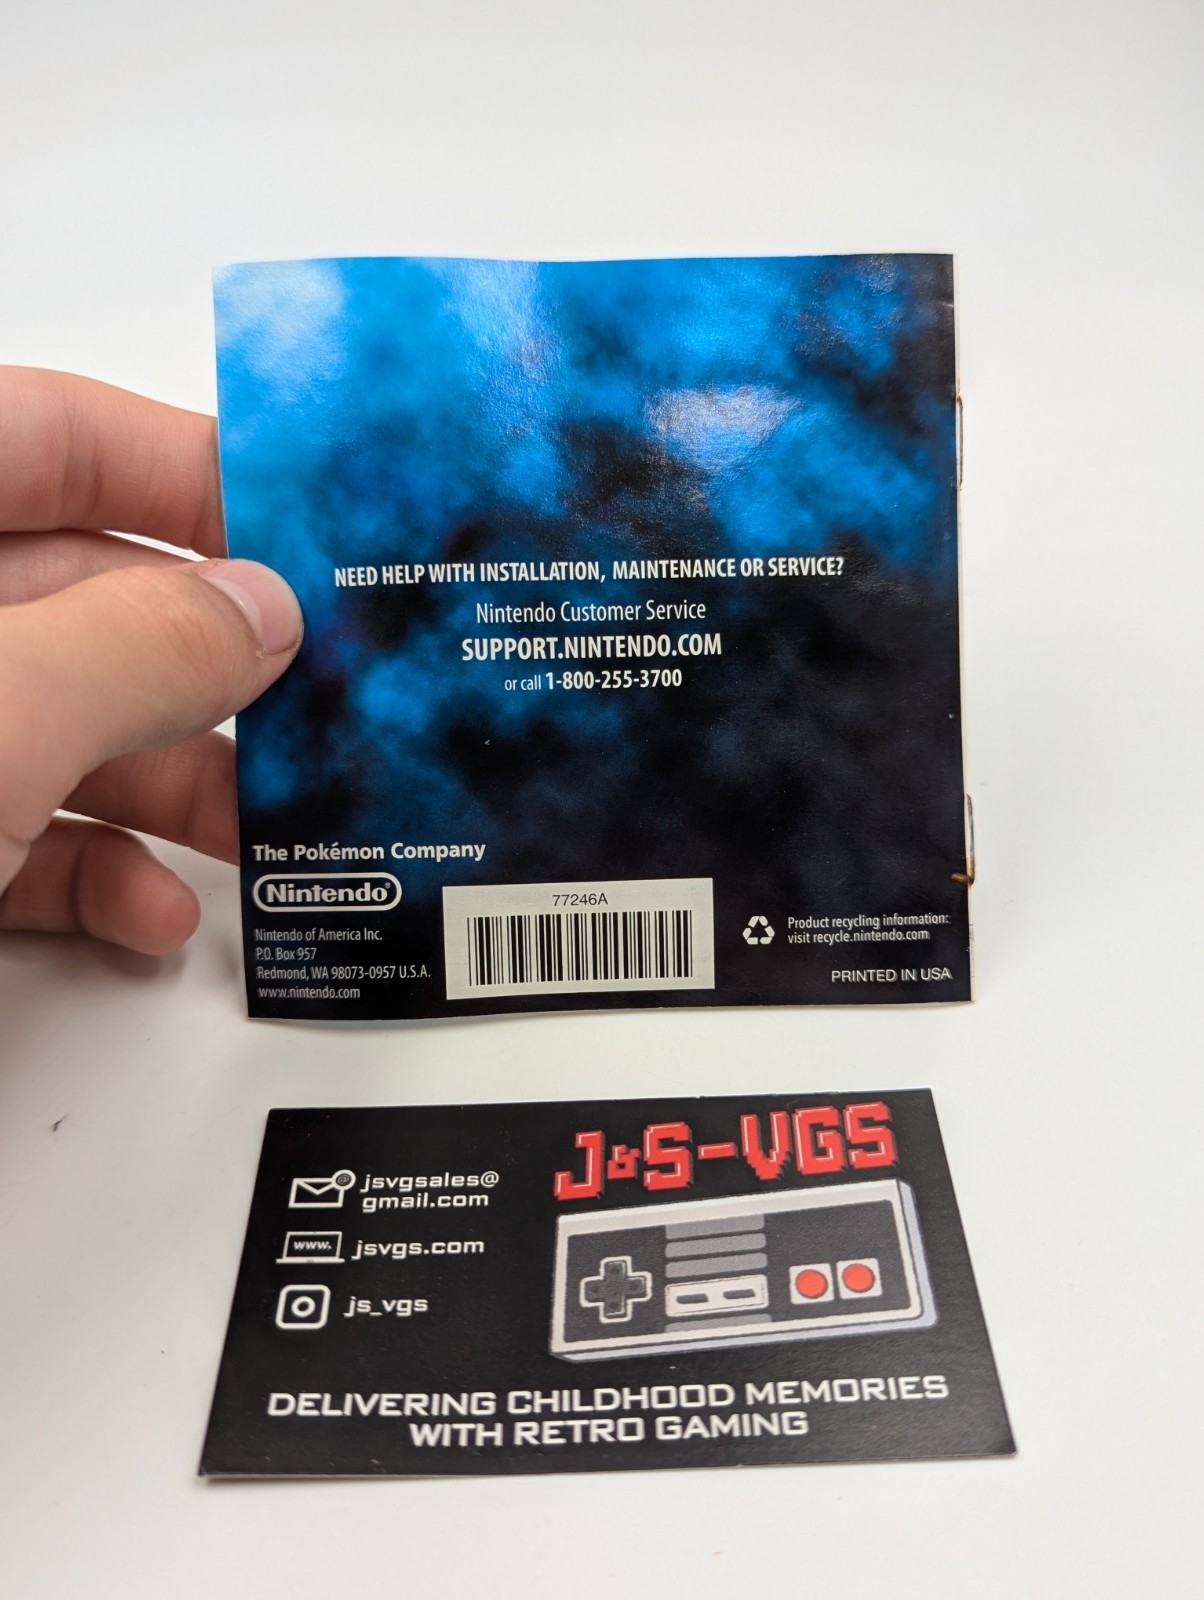 NEED HELP WITH INSTALLATION, MAINTENANCE OR SERVICE?
Nintendo Customer Service
SUPPORT.NINTENDO.COM
or call 1-800-255-3700
The Pokémon Company
Nintendo®
Nintendo of America Inc.
P.O. Box 957
Redmond, WA 98073-0957 U.S.A.
www.nintendo.com
77246A
Product recycling information:
visit recycle.nintendo.com
PRINTED IN USA
J&S-VGS
@
jsvgsales@
gmail.com
www.
jsvgs.com
js_vgs
DELIVERING CHILDHOOD MEMORIES
WITH RETRO GAMING